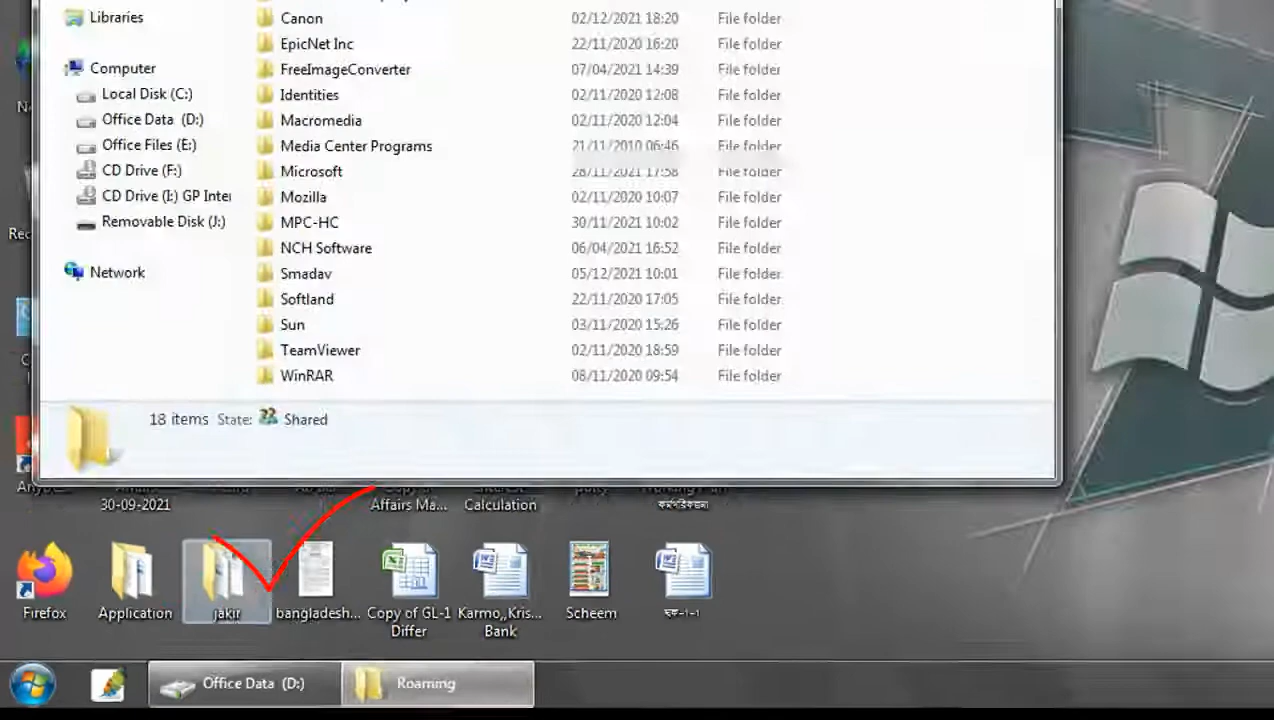 Libraries
Computer
Local Disk (C:)
Office Data (D:)
Office Files (E:)
CD Drive (F:)
CD Drive (I:) GP Inter
Removable Disk (J:)
Network
Canon 02/12/2021 18:20 File folder
EpicNet Inc 22/11/2020 16:20 File folder
FreeImageConverter 07/04/2021 14:39 File folder
Identities 02/11/2020 12:08 File folder
Macromedia 02/11/2020 12:04 File folder
Media Center Programs 21/11/2010 06:46 File folder
Microsoft 28/11/2021 17:58 File folder
Mozilla 02/11/2020 10:07 File folder
MPC-HC 30/11/2021 10:02 File folder
NCH Software 06/04/2021 16:52 File folder
Smadav 05/12/2021 10:01 File folder
Softland 22/11/2020 17:05 File folder
Sun 03/11/2020 15:26 File folder
TeamViewer 02/11/2020 18:59 File folder
WinRAR 08/11/2020 09:54 File folder
18 items State: Shared
30-09-2021
Affairs Ma...
Interest
Calculation
কর্মপরিকল্পনা
Firefox
Application
jakir
bangladesh...
Copy of GL-1
Differ
Karmo,,Kris...
Bank
Scheem
ছক-১-১
Office Data (D:)
Roaming